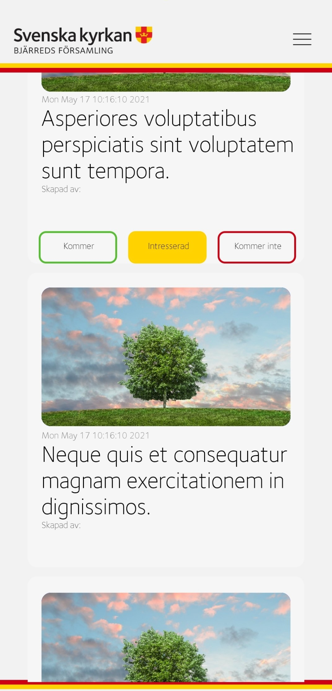 Svenska kyrkan
BJÄRREDS FÖRSAMLING
Mon May 17 10:16:10 2021
Asperiores voluptatibus
perspiciatis sint voluptatem
sunt tempora.
Skapad av:
Kommer
Intresserad
Kommer inte
Mon May 17 10:16:10 2021
Neque quis et consequatur
magnam exercitationem in
dignissimos.
Skapad av: